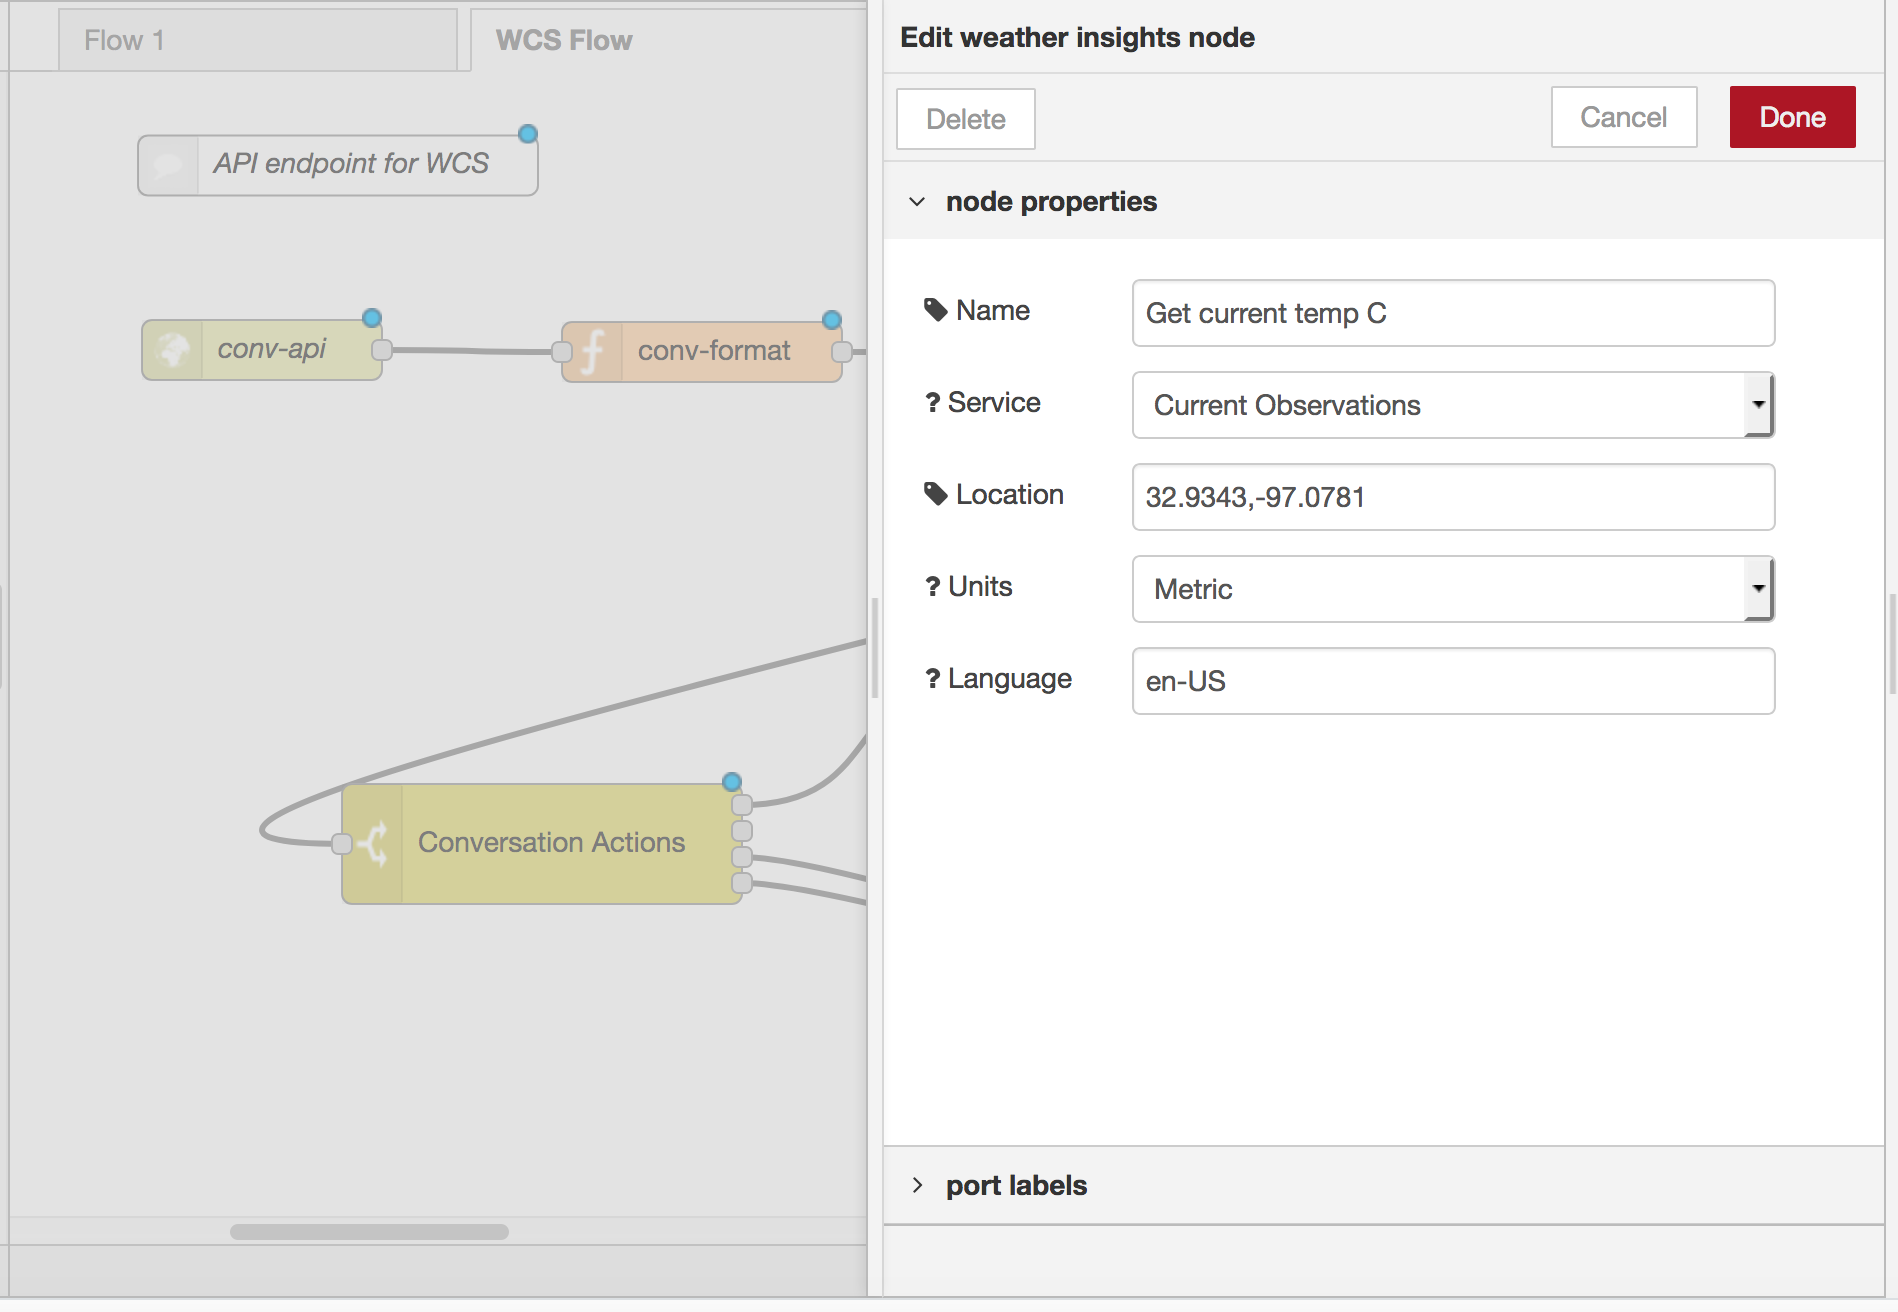 Flow 1
WCS Flow
API endpoint for WCS
conv-api
conv-format
Conversation Actions
Edit weather insights node
Delete
Cancel
Done
node properties
Name
Get current temp C
? Service
Current Observations
Location
32.9343,-97.0781
? Units
Metric
? Language
en-US
port labels